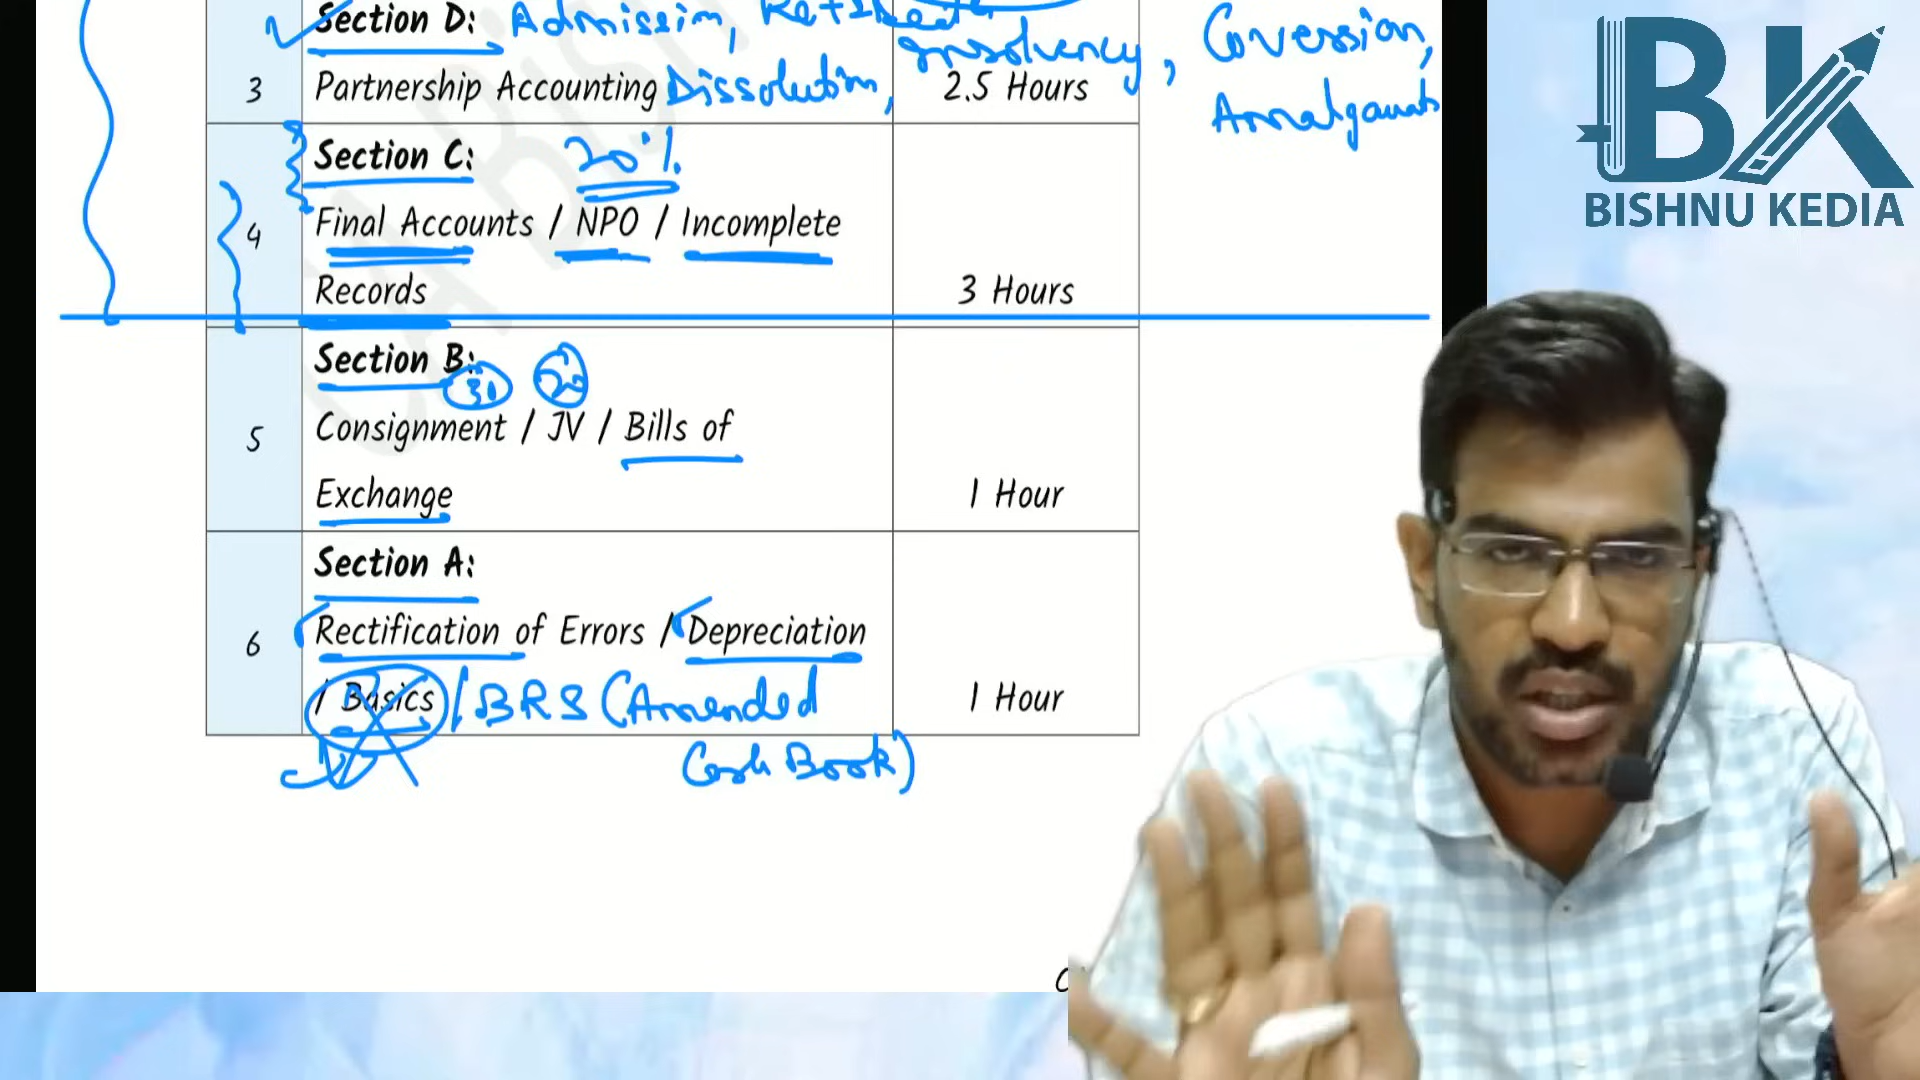 Section D: Admission,
Insolvency, Conversion,
3 Partnership Accounting Dissolution, 2.5 Hours
Section C: 20%
4 Final Accounts / NPO / Incomplete
Records 3 Hours
Section B:
20
5 Consignment / JV / Bills of
Exchange 1 Hour
Section A:
6 Rectification of Errors / Depreciation
/ Basics / BRS (Amended 1 Hour
Cash Book)
BK
BISHNU KEDIA